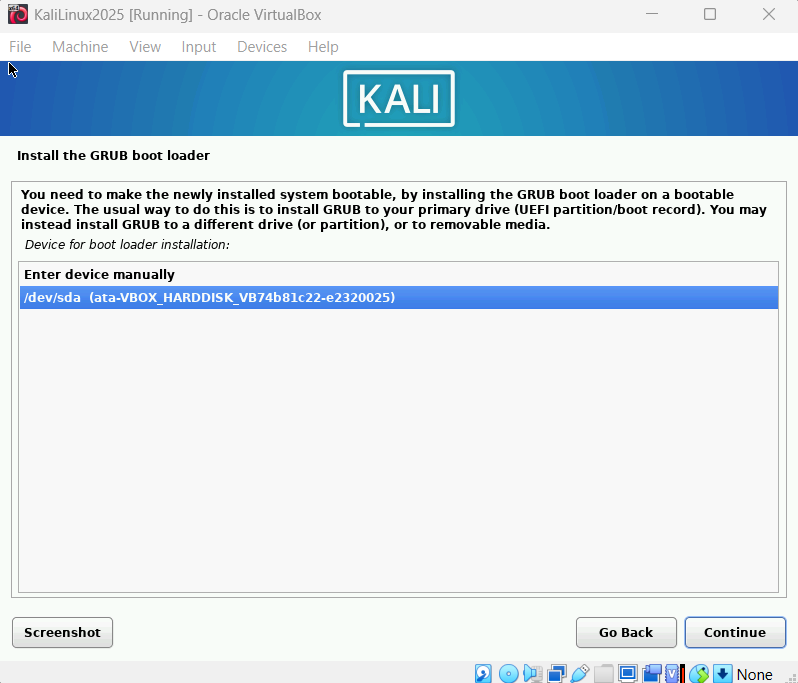 KaliLinux2025 [Running] - Oracle VirtualBox
File Machine View Input Devices Help
KALI
Install the GRUB boot loader
You need to make the newly installed system bootable, by installing the GRUB boot loader on a bootable
device. The usual way to do this is to install GRUB to your primary drive (UEFI partition/boot record). You may
instead install GRUB to a different drive (or partition), or to removable media.
Device for boot loader installation:
Enter device manually
/dev/sda (ata-VBOX_HARDDISK_VB74b81c22-e2320025)
Screenshot Go Back Continue
None